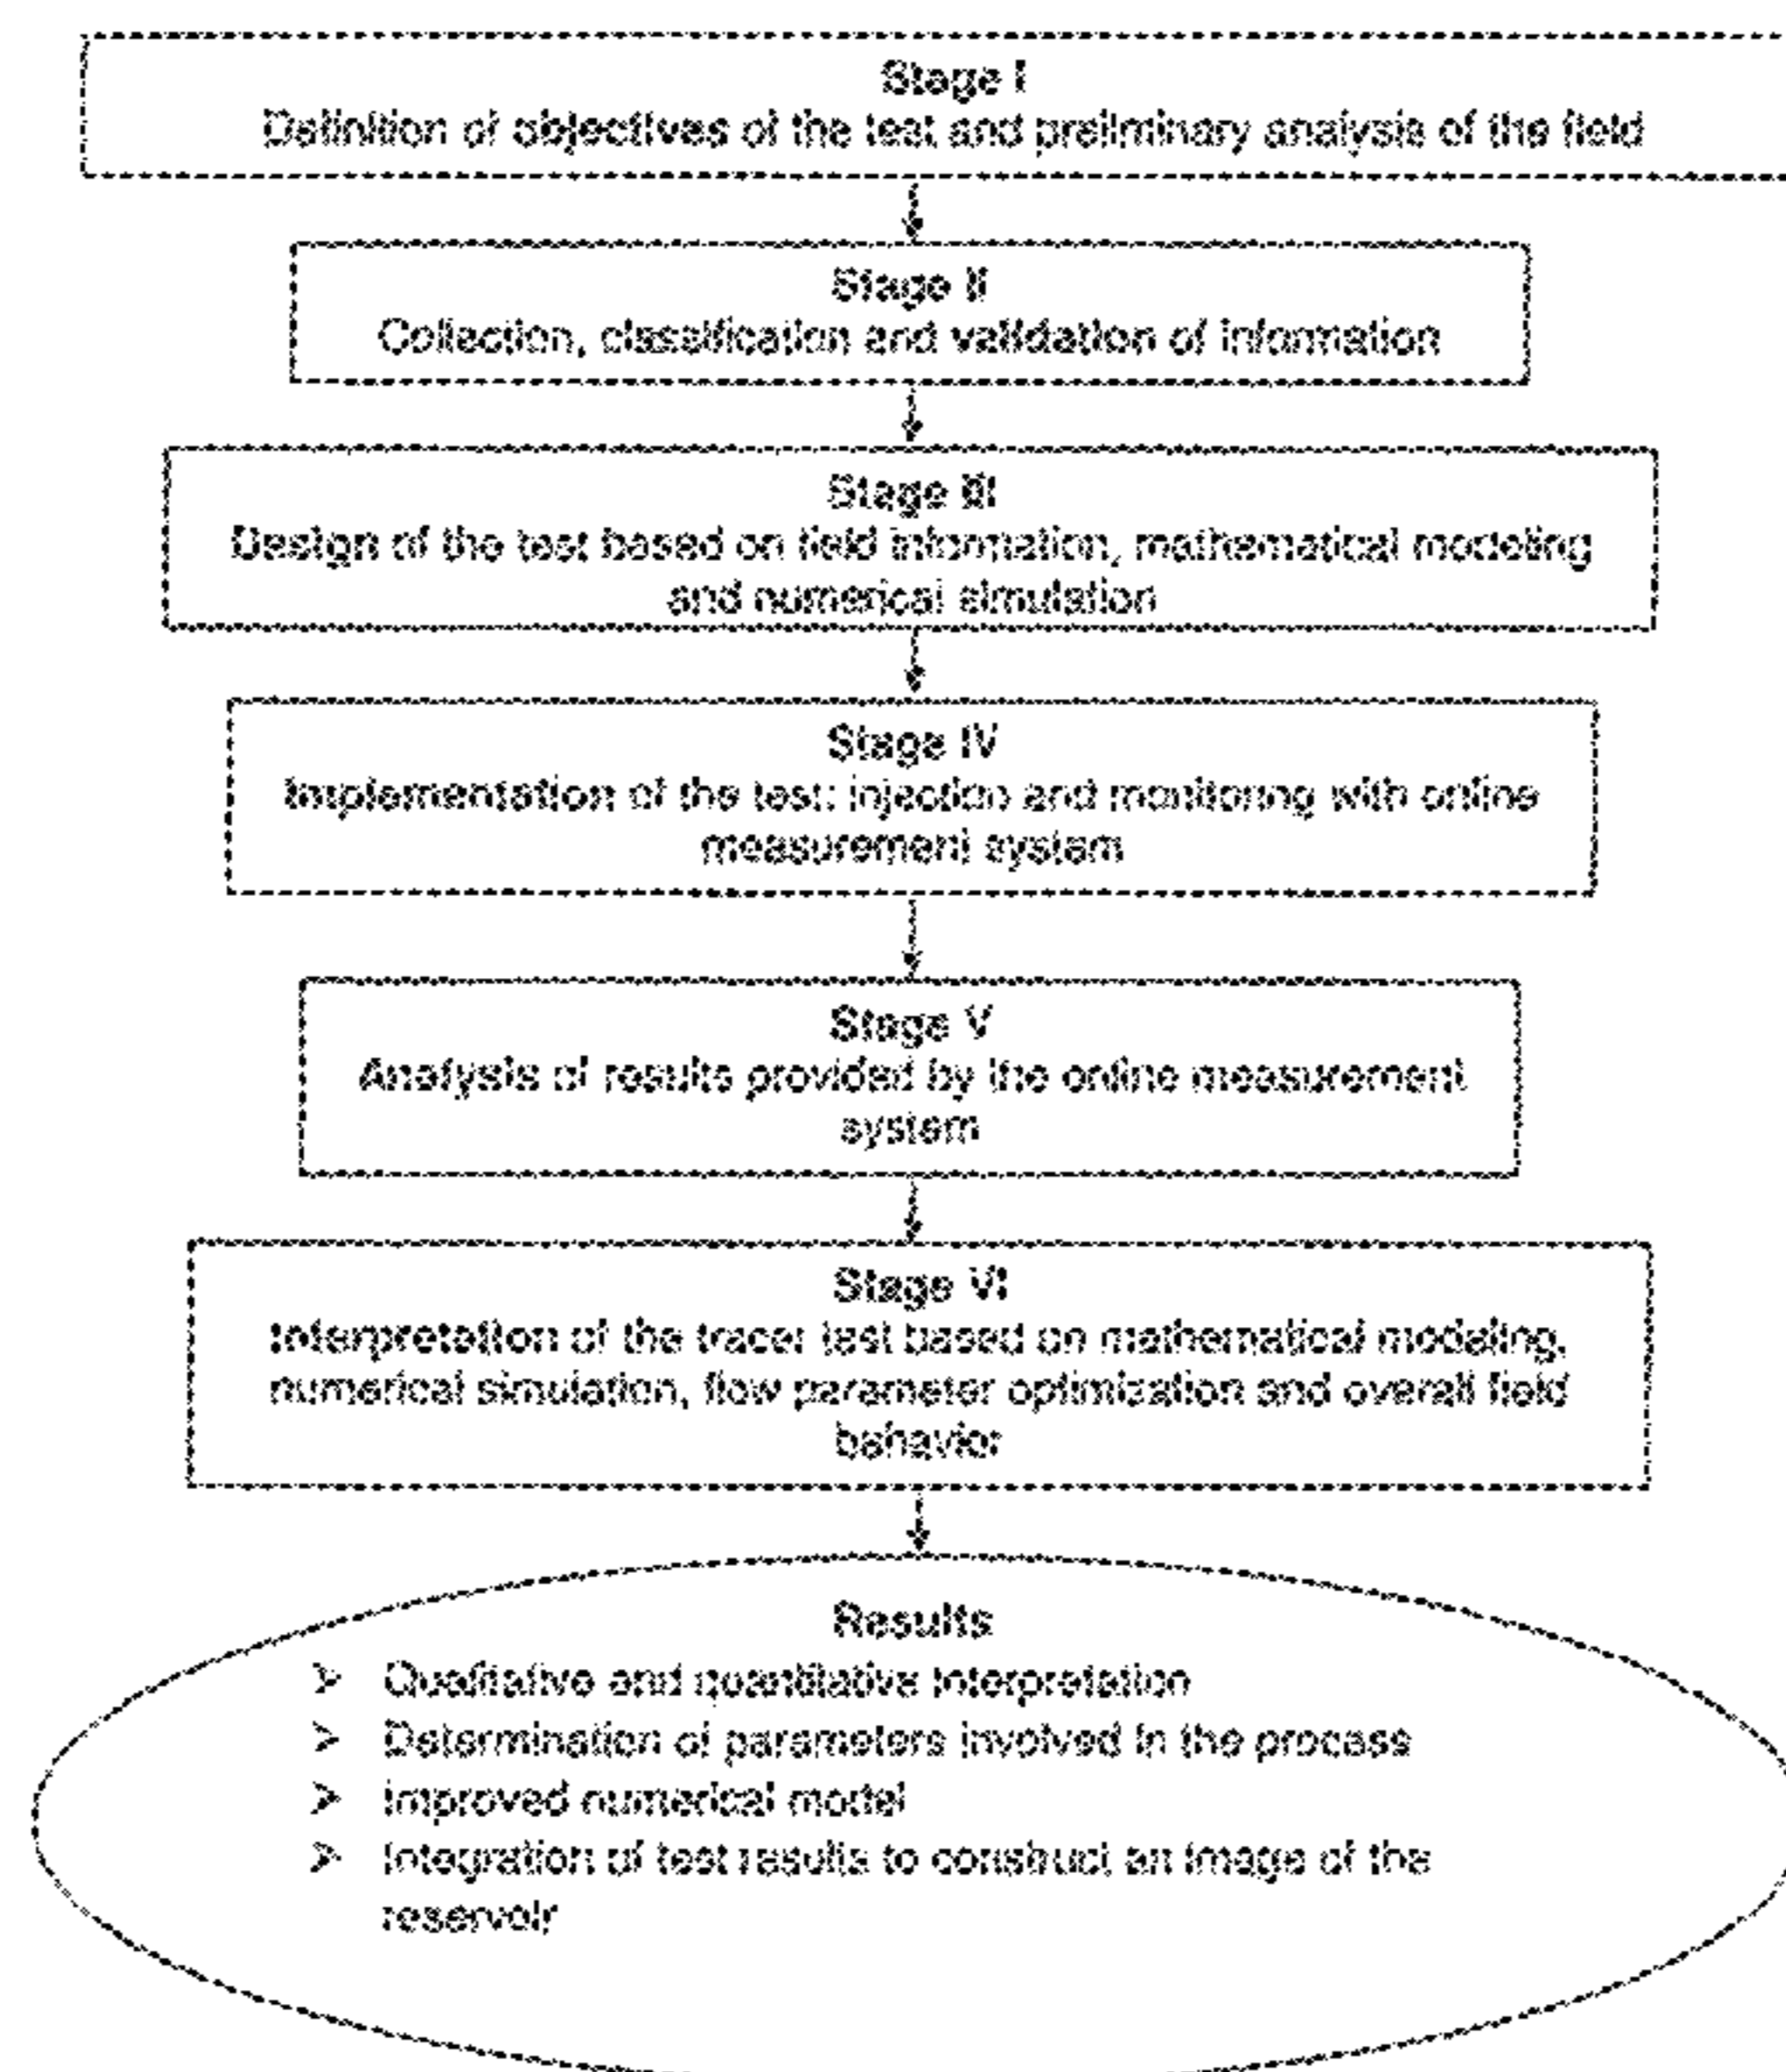 Stage I
Definition of objectives of the test and preliminary analysis of the field
Stage II
Collection, classification and validation of information
Stage III
Design of the test based on field information, mathematical modeling
and numerical simulation
Stage IV
Implementation of the test: injection and monitoring with online
measurement system
Stage V
Analysis of results provided by the online measurement
system
Stage VI
Interpretation of the tracer test based on mathematical modeling,
numerical simulation, flow parameter optimization and overall field
behavior
Results
➢ Qualitative and quantitative interpretation
➢ Determination of parameters involved in the process
➢ Improved numerical model
➢ Integration of test results to construct an image of the
reservoir